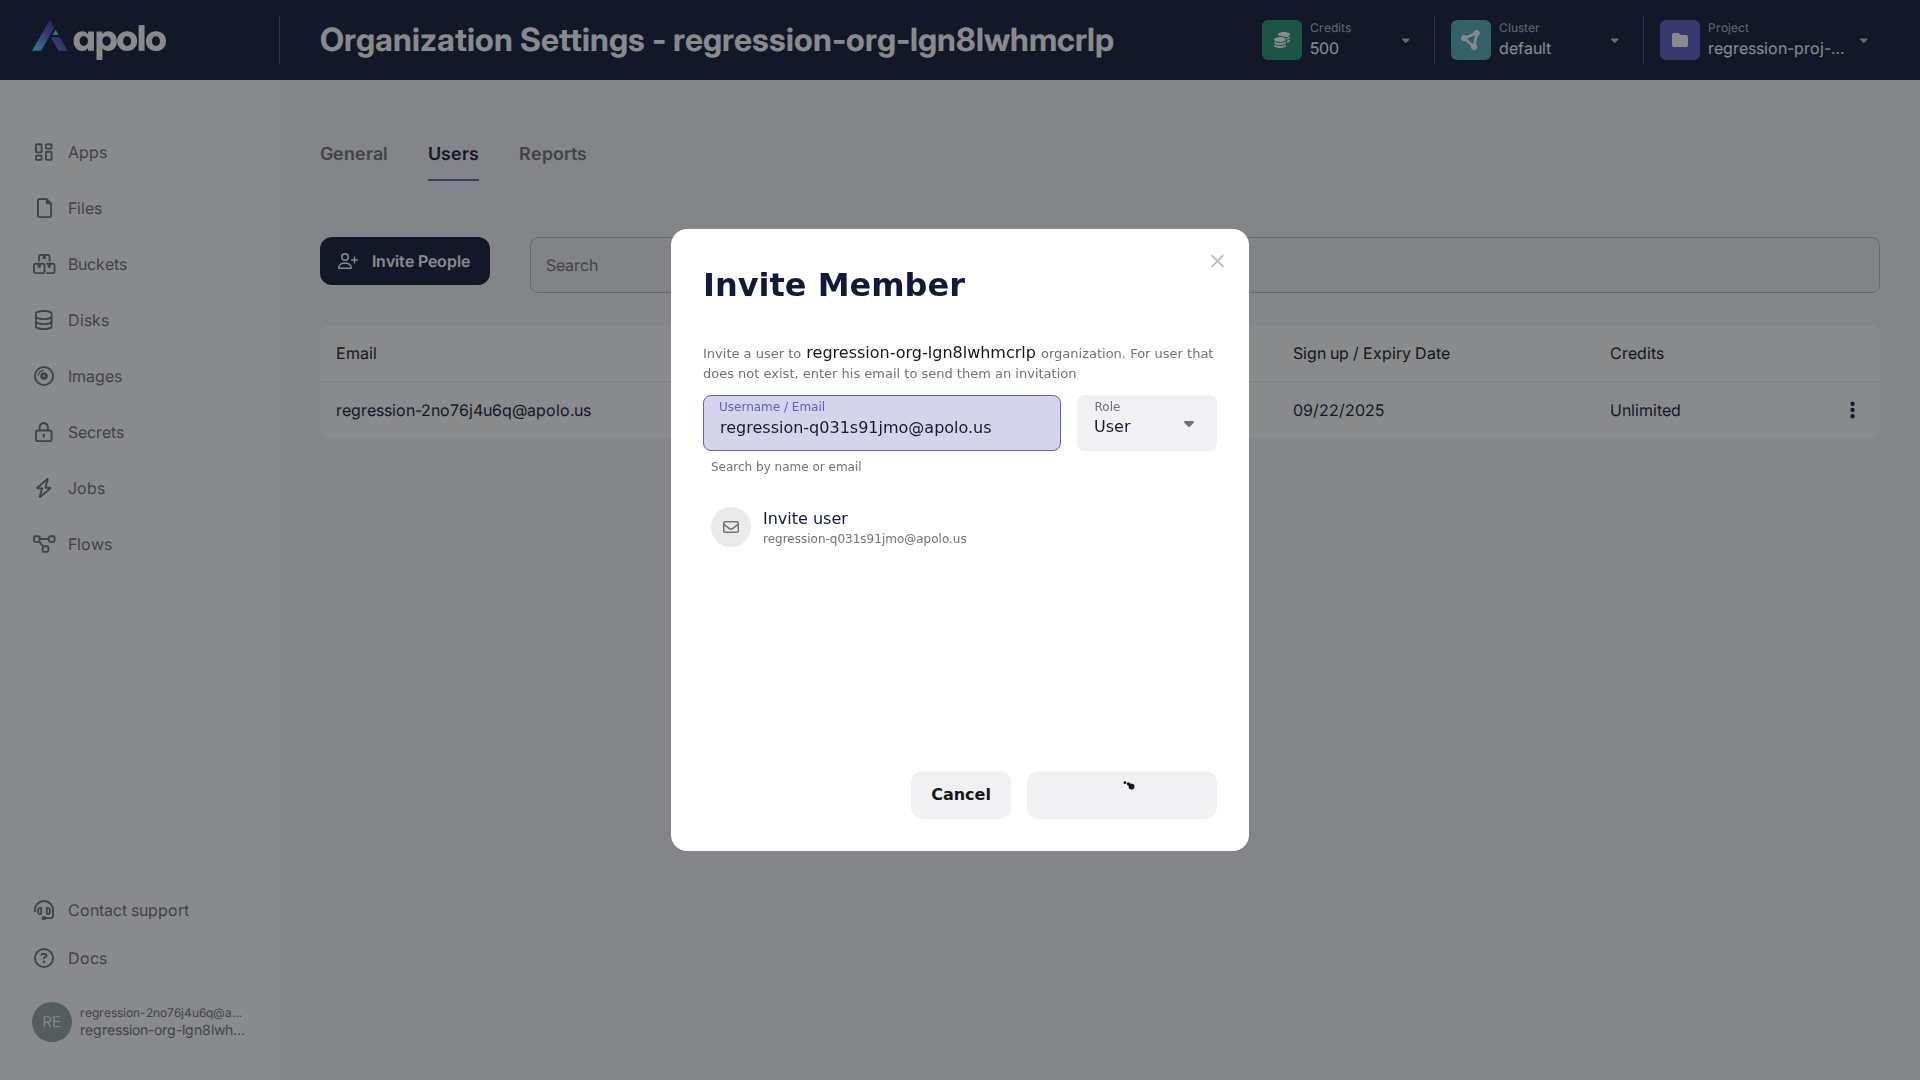 apolo
Organization Settings - regression-org-lgn8lwhmcrlp
Credits
500
Cluster
default
Project
regression-proj-...
Apps
Files
Buckets
Disks
Images
Secrets
Jobs
Flows
Contact support
Docs
RE
regression-2no76j4u6q@a...
regression-org-lgn8lwh...
General
Users
Reports
Invite People
Search
Email
Sign up / Expiry Date
Credits
regression-2no76j4u6q@apolo.us
09/22/2025
Unlimited
Invite Member
Invite a user to regression-org-lgn8lwhmcrlp organization. For user that
does not exist, enter his email to send them an invitation
Username / Email
regression-q031s91jmo@apolo.us
Role
User
Search by name or email
Invite user
regression-q031s91jmo@apolo.us
Cancel